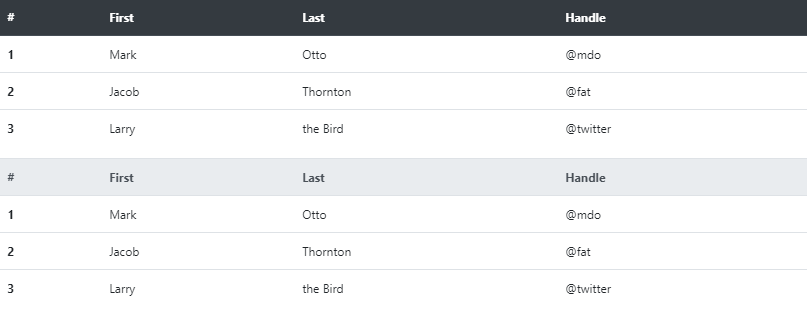 # First Last Handle
1 Mark Otto @mdo
2 Jacob Thornton @fat
3 Larry the Bird @twitter
# First Last Handle
1 Mark Otto @mdo
2 Jacob Thornton @fat
3 Larry the Bird @twitter